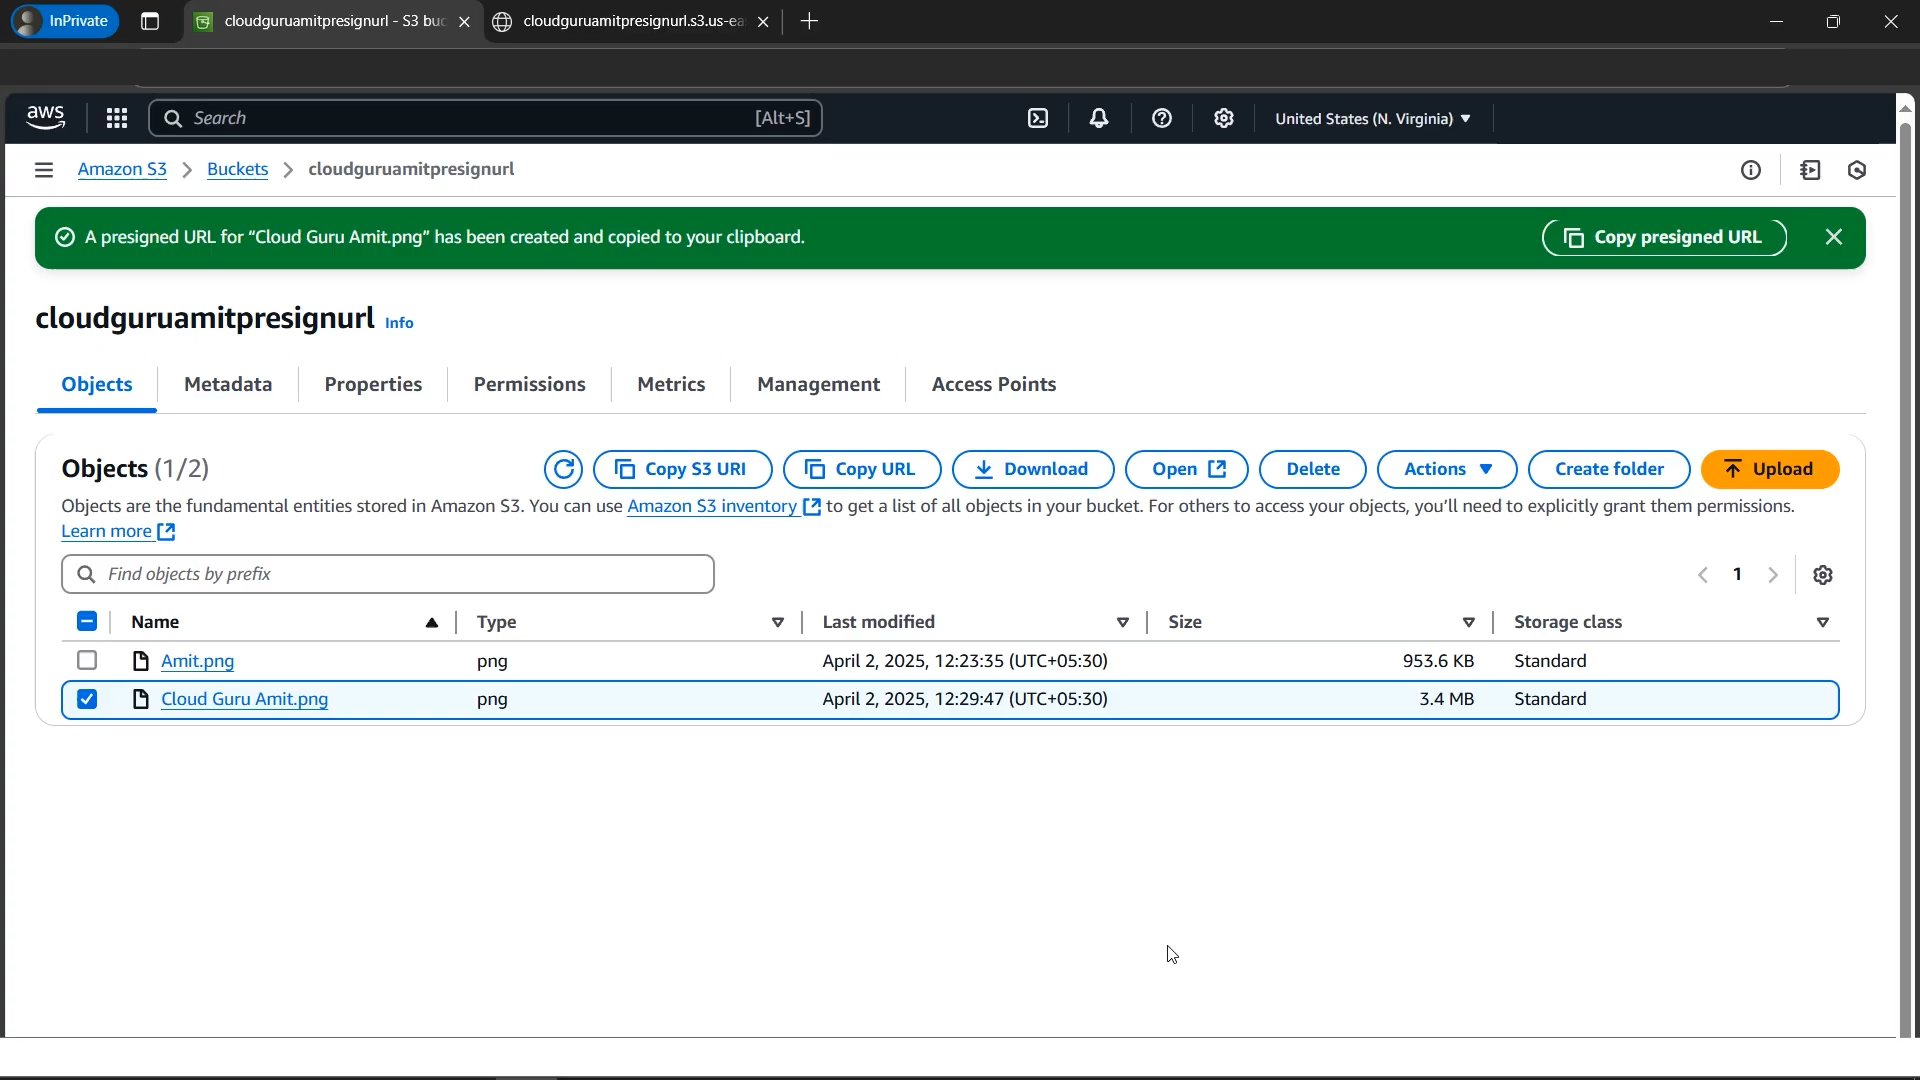 InPrivate
cloudguruamitpresignurl - S3 buc
cloudguruamitpresignurl.s3.us-ea
aws
Search
[Alt+S]
United States (N. Virginia)
Amazon S3
Buckets
cloudguruamitpresignurl
A presigned URL for “Cloud Guru Amit.png” has been created and copied to your clipboard.
Copy presigned URL
cloudguruamitpresignurl Info
Objects
Metadata
Properties
Permissions
Metrics
Management
Access Points
Objects (1/2)
Copy S3 URI
Copy URL
Download
Open
Delete
Actions
Create folder
Upload
Objects are the fundamental entities stored in Amazon S3. You can use Amazon S3 inventory to get a list of all objects in your bucket. For others to access your objects, you’ll need to explicitly grant them permissions.
Learn more
Find objects by prefix
1
Name Type Last modified Size Storage class
Amit.png png April 2, 2025, 12:23:35 (UTC+05:30) 953.6 KB Standard
Cloud Guru Amit.png png April 2, 2025, 12:29:47 (UTC+05:30) 3.4 MB Standard